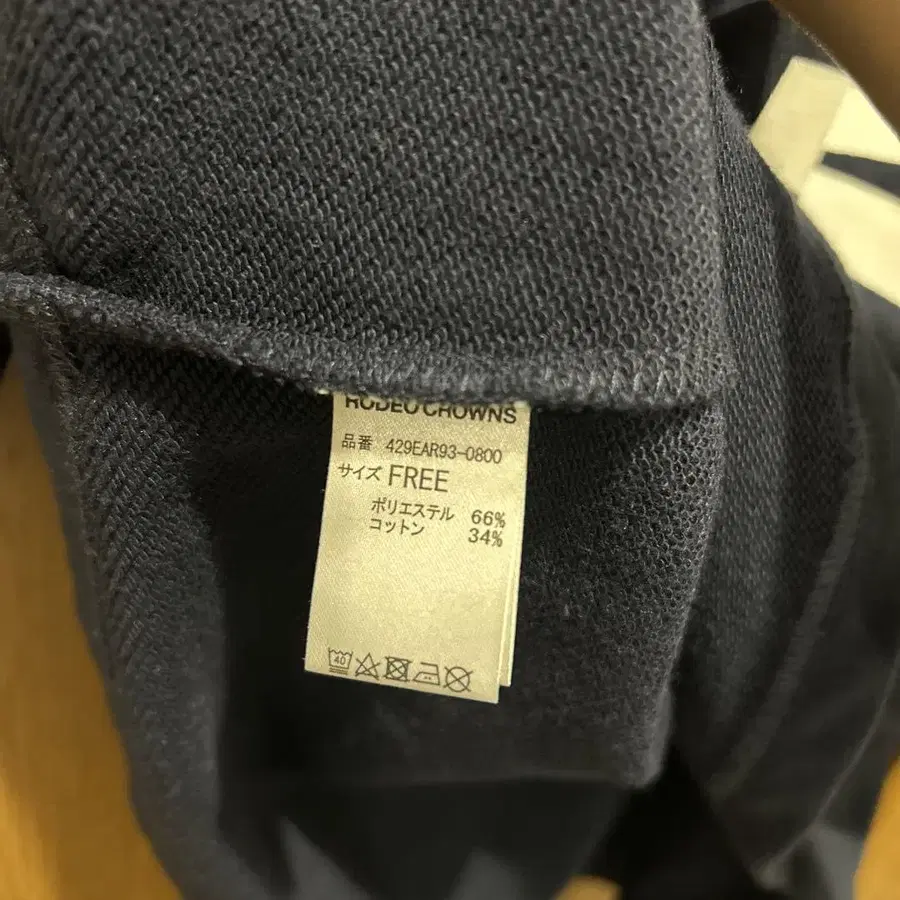 RODEO CROWNS
品番 429EAR93-0800
サイズ FREE
ポリエステル 66%
コットン 34%
40